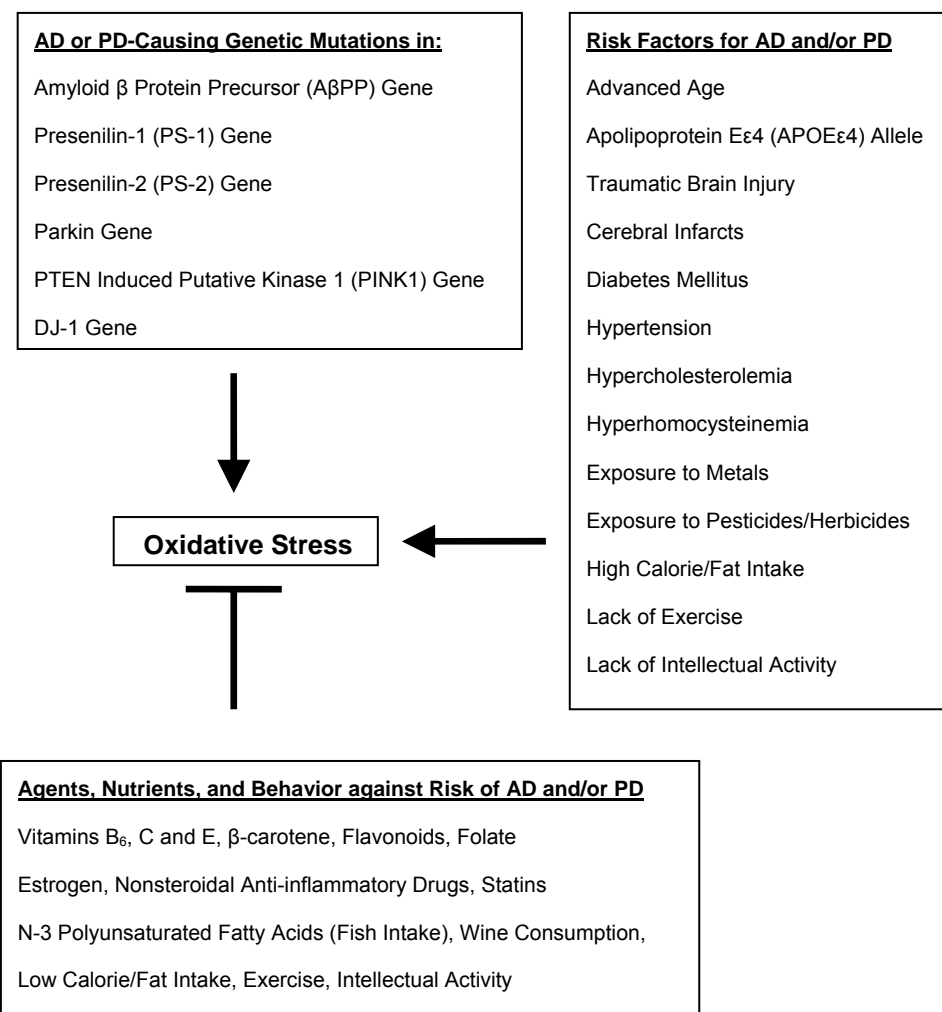 AD or PD-Causing Genetic Mutations in:
Amyloid β Protein Precursor (AβPP) Gene
Presenilin-1 (PS-1) Gene
Presenilin-2 (PS-2) Gene
Parkin Gene
PTEN Induced Putative Kinase 1 (PINK1) Gene
DJ-1 Gene
Risk Factors for AD and/or PD
Advanced Age
Apolipoprotein Eε4 (APOEε4) Allele
Traumatic Brain Injury
Cerebral Infarcts
Diabetes Mellitus
Hypertension
Hypercholesterolemia
Hyperhomocysteinemia
Exposure to Metals
Exposure to Pesticides/Herbicides
High Calorie/Fat Intake
Lack of Exercise
Lack of Intellectual Activity
Oxidative Stress
Agents, Nutrients, and Behavior against Risk of AD and/or PD
Vitamins B₆, C and E, β-carotene, Flavonoids, Folate
Estrogen, Nonsteroidal Anti-inflammatory Drugs, Statins
N-3 Polyunsaturated Fatty Acids (Fish Intake), Wine Consumption,
Low Calorie/Fat Intake, Exercise, Intellectual Activity